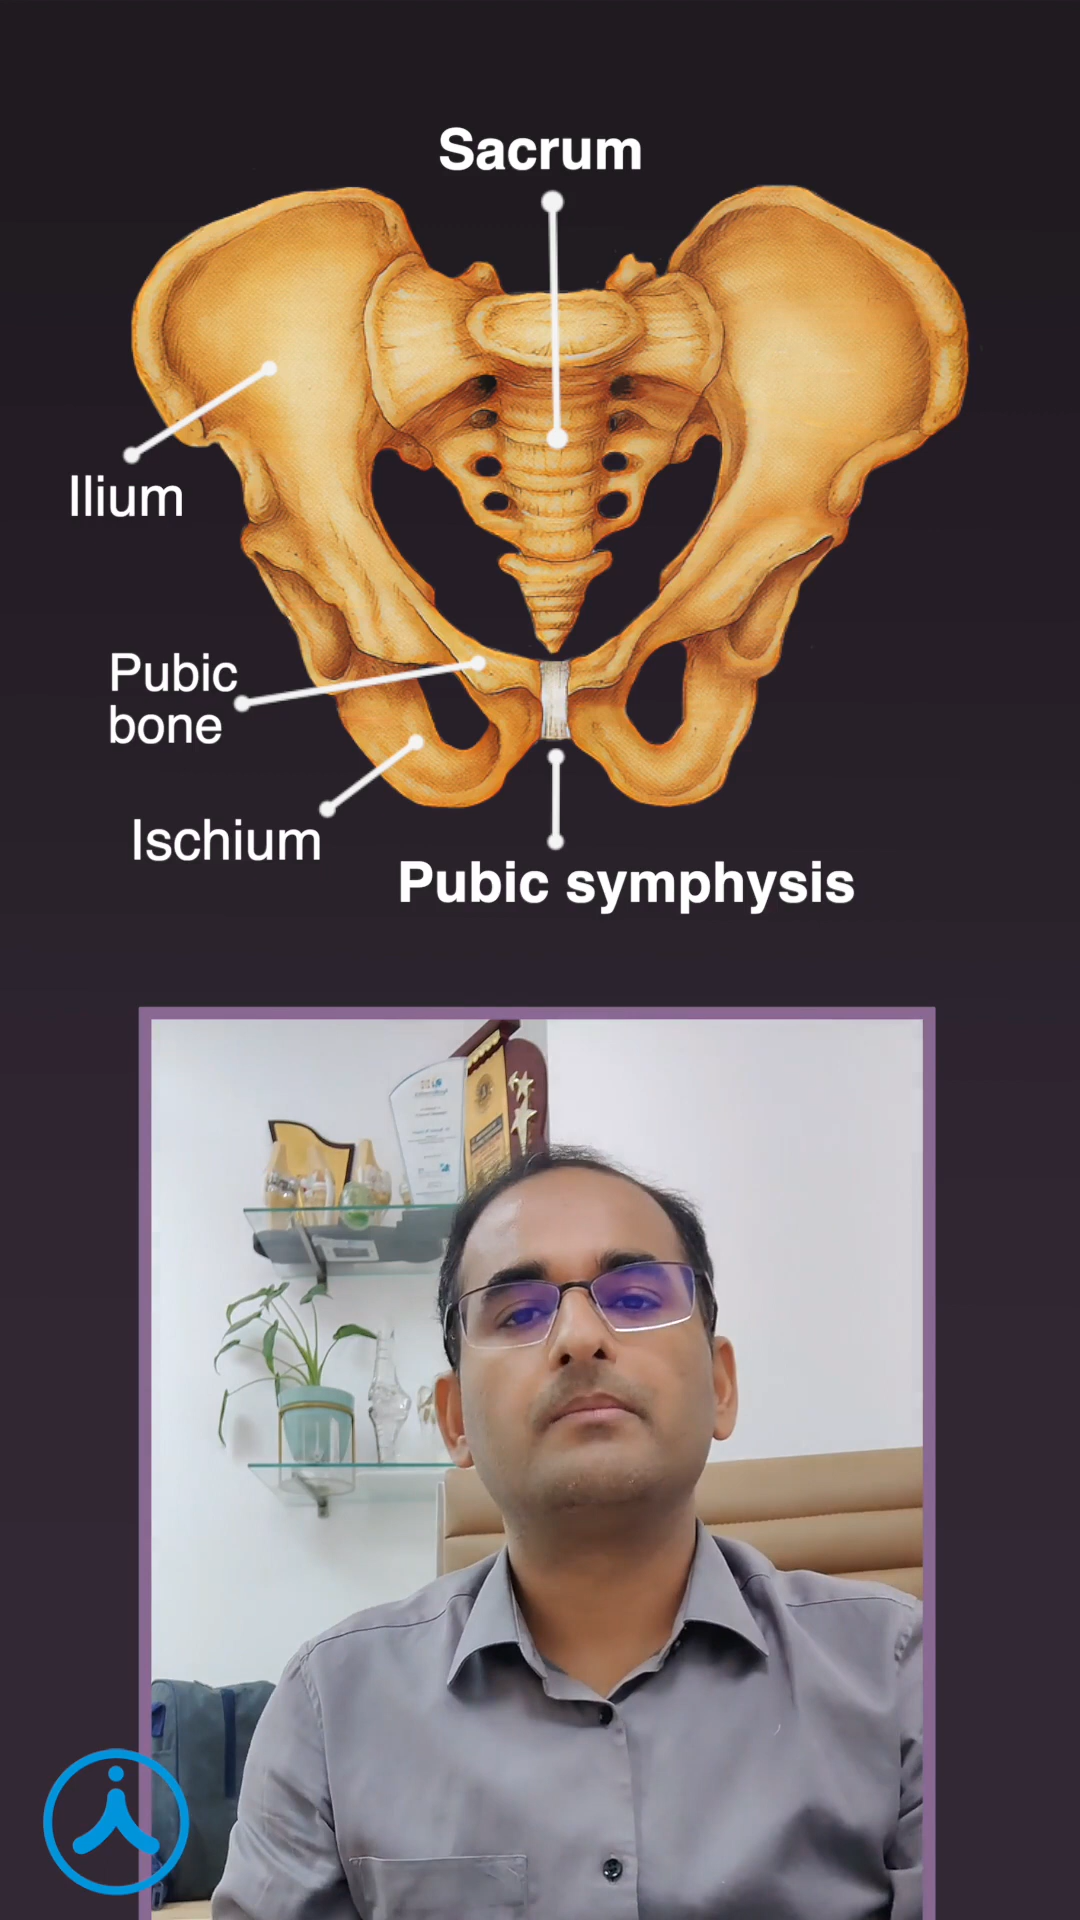 Sacrum
Ilium
Pubic
bone
Ischium
Pubic symphysis